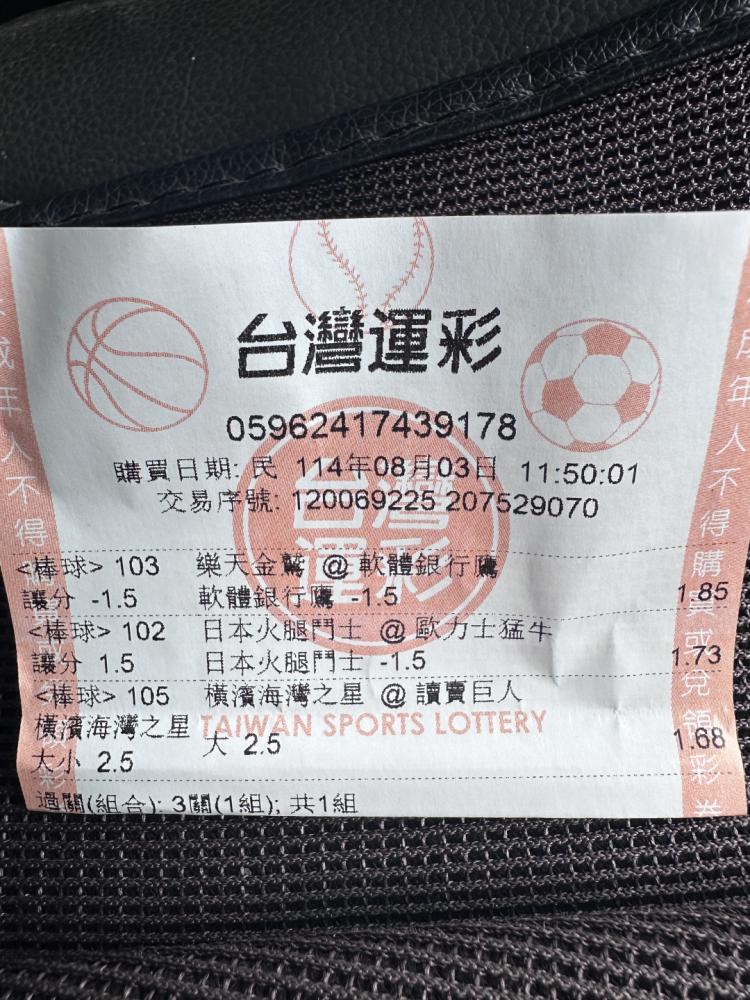 台灣運彩
05962417439178
購買日期: 民 114年08月03日 11:50:01
交易序號: 120069225 207529070
<棒球> 103 樂天金鷲 @ 軟體銀行鷹
讓分 -1.5 軟體銀行鷹 -1.5 1.85
<棒球> 102 日本火腿鬥士 @ 歐力士猛牛
讓分 1.5 日本火腿鬥士 -1.5 1.73
<棒球> 105 橫濱海灣之星 @ 讀賣巨人
橫濱海灣之星
大小 2.5 大 2.5 1.68
TAIWAN SPORTS LOTTERY
過關(組合): 3關(1組); 共1組
台灣運彩
成年人不得
年人不得購買或兌領彩券